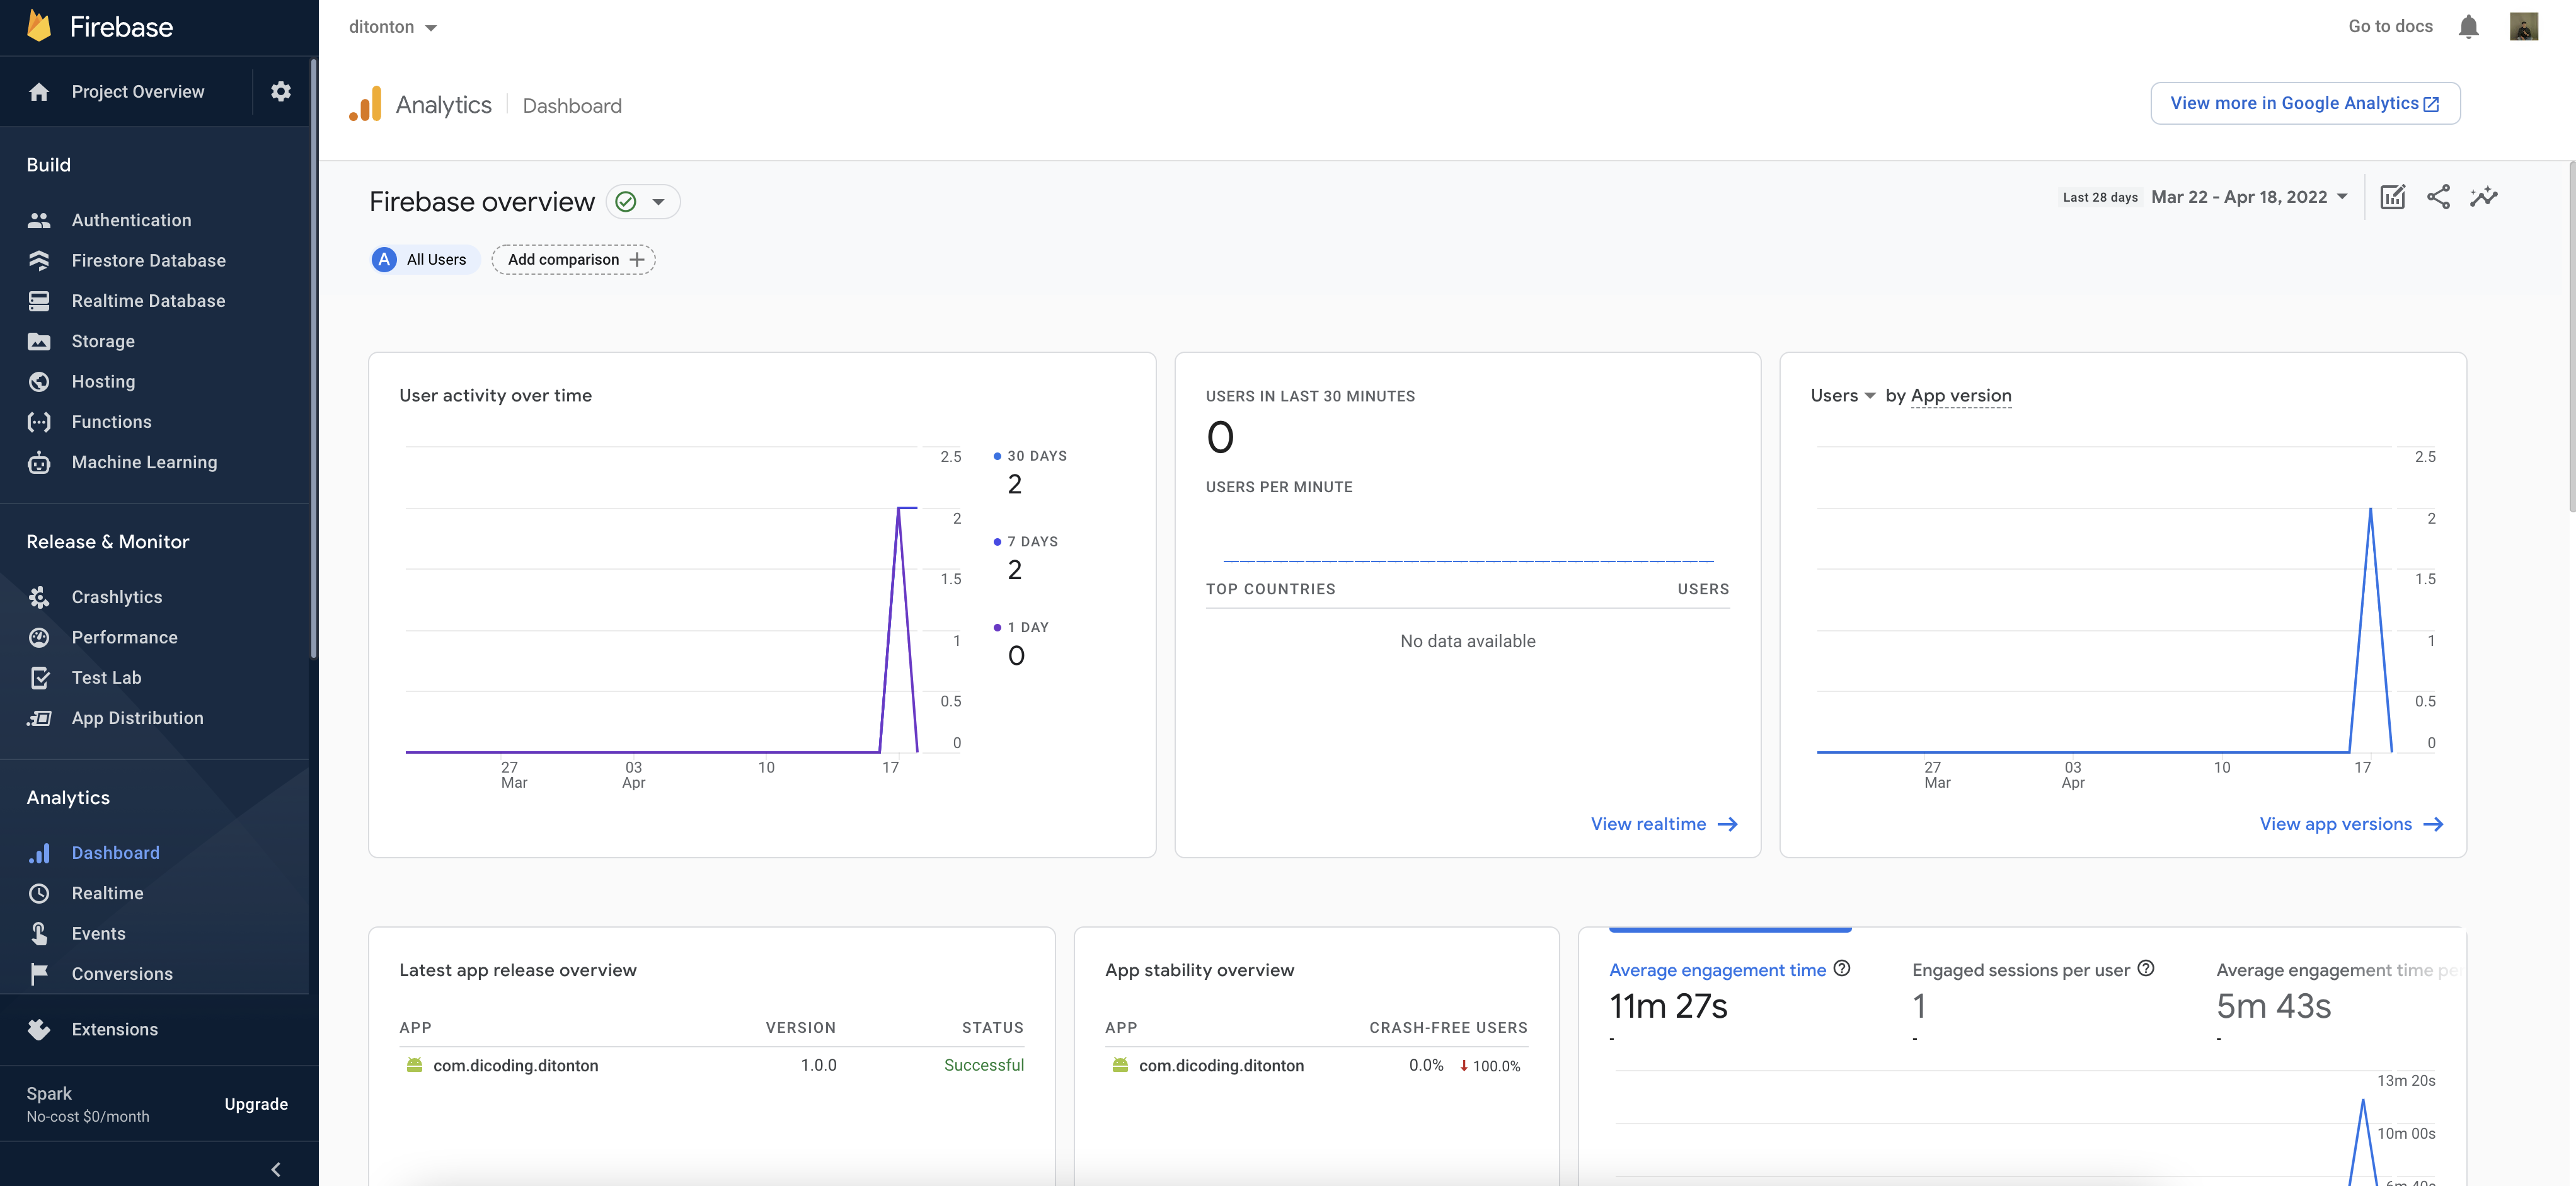 Firebase
Project Overview
Build
Authentication
Firestore Database
Realtime Database
Storage
Hosting
Functions
Machine Learning
Release & Monitor
Crashlytics
Performance
Test Lab
App Distribution
Analytics
Dashboard
Realtime
Events
Conversions
Extensions
Spark
No-cost $0/month
Upgrade
ditonton
Go to docs
Analytics
Dashboard
View more in Google Analytics
Firebase overview
Last 28 days Mar 22 - Apr 18, 2022
A All Users
Add comparison
User activity over time
2.5
2
1.5
1
0.5
0
27 Mar
03 Apr
10
17
30 DAYS
2
7 DAYS
2
1 DAY
0
USERS IN LAST 30 MINUTES
0
USERS PER MINUTE
TOP COUNTRIES USERS
No data available
View realtime
Users by App version
2.5
2
1.5
1
0.5
0
27 Mar
03 Apr
10
17
View app versions
Latest app release overview
APP VERSION STATUS
com.dicoding.ditonton 1.0.0 Successful
App stability overview
APP CRASH-FREE USERS
com.dicoding.ditonton 0.0% 100.0%
Average engagement time
11m 27s
-
Engaged sessions per user
1
-
Average engagement time pe
5m 43s
-
13m 20s
10m 00s